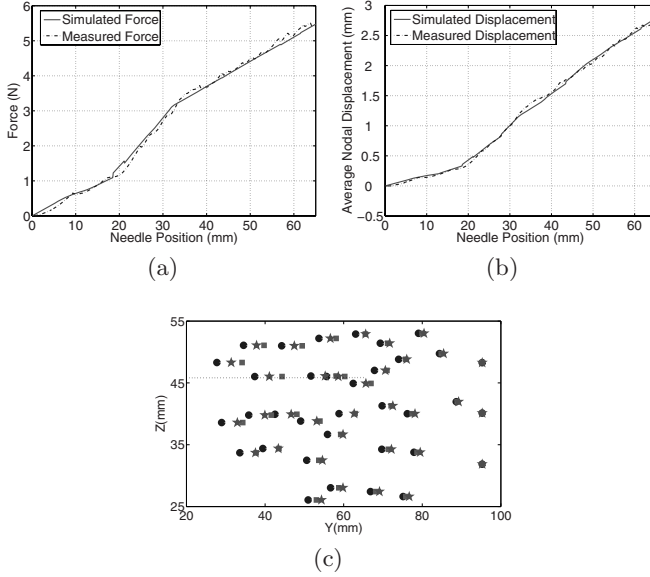 6
5
4
3
2
1
0
0 10 20 30 40 50 60
Force (N)
Needle Position (mm)
Simulated Force
Measured Force
(a)
3
2.5
2
1.5
1
0.5
0
−0.5
0 10 20 30 40 50 60
Average Nodal Displacement (mm)
Needle Position (mm)
Simulated Displacement
Measured Displacement
(b)
55
45
35
25
20 40 60 80 100
Z(mm)
Y(mm)
(c)